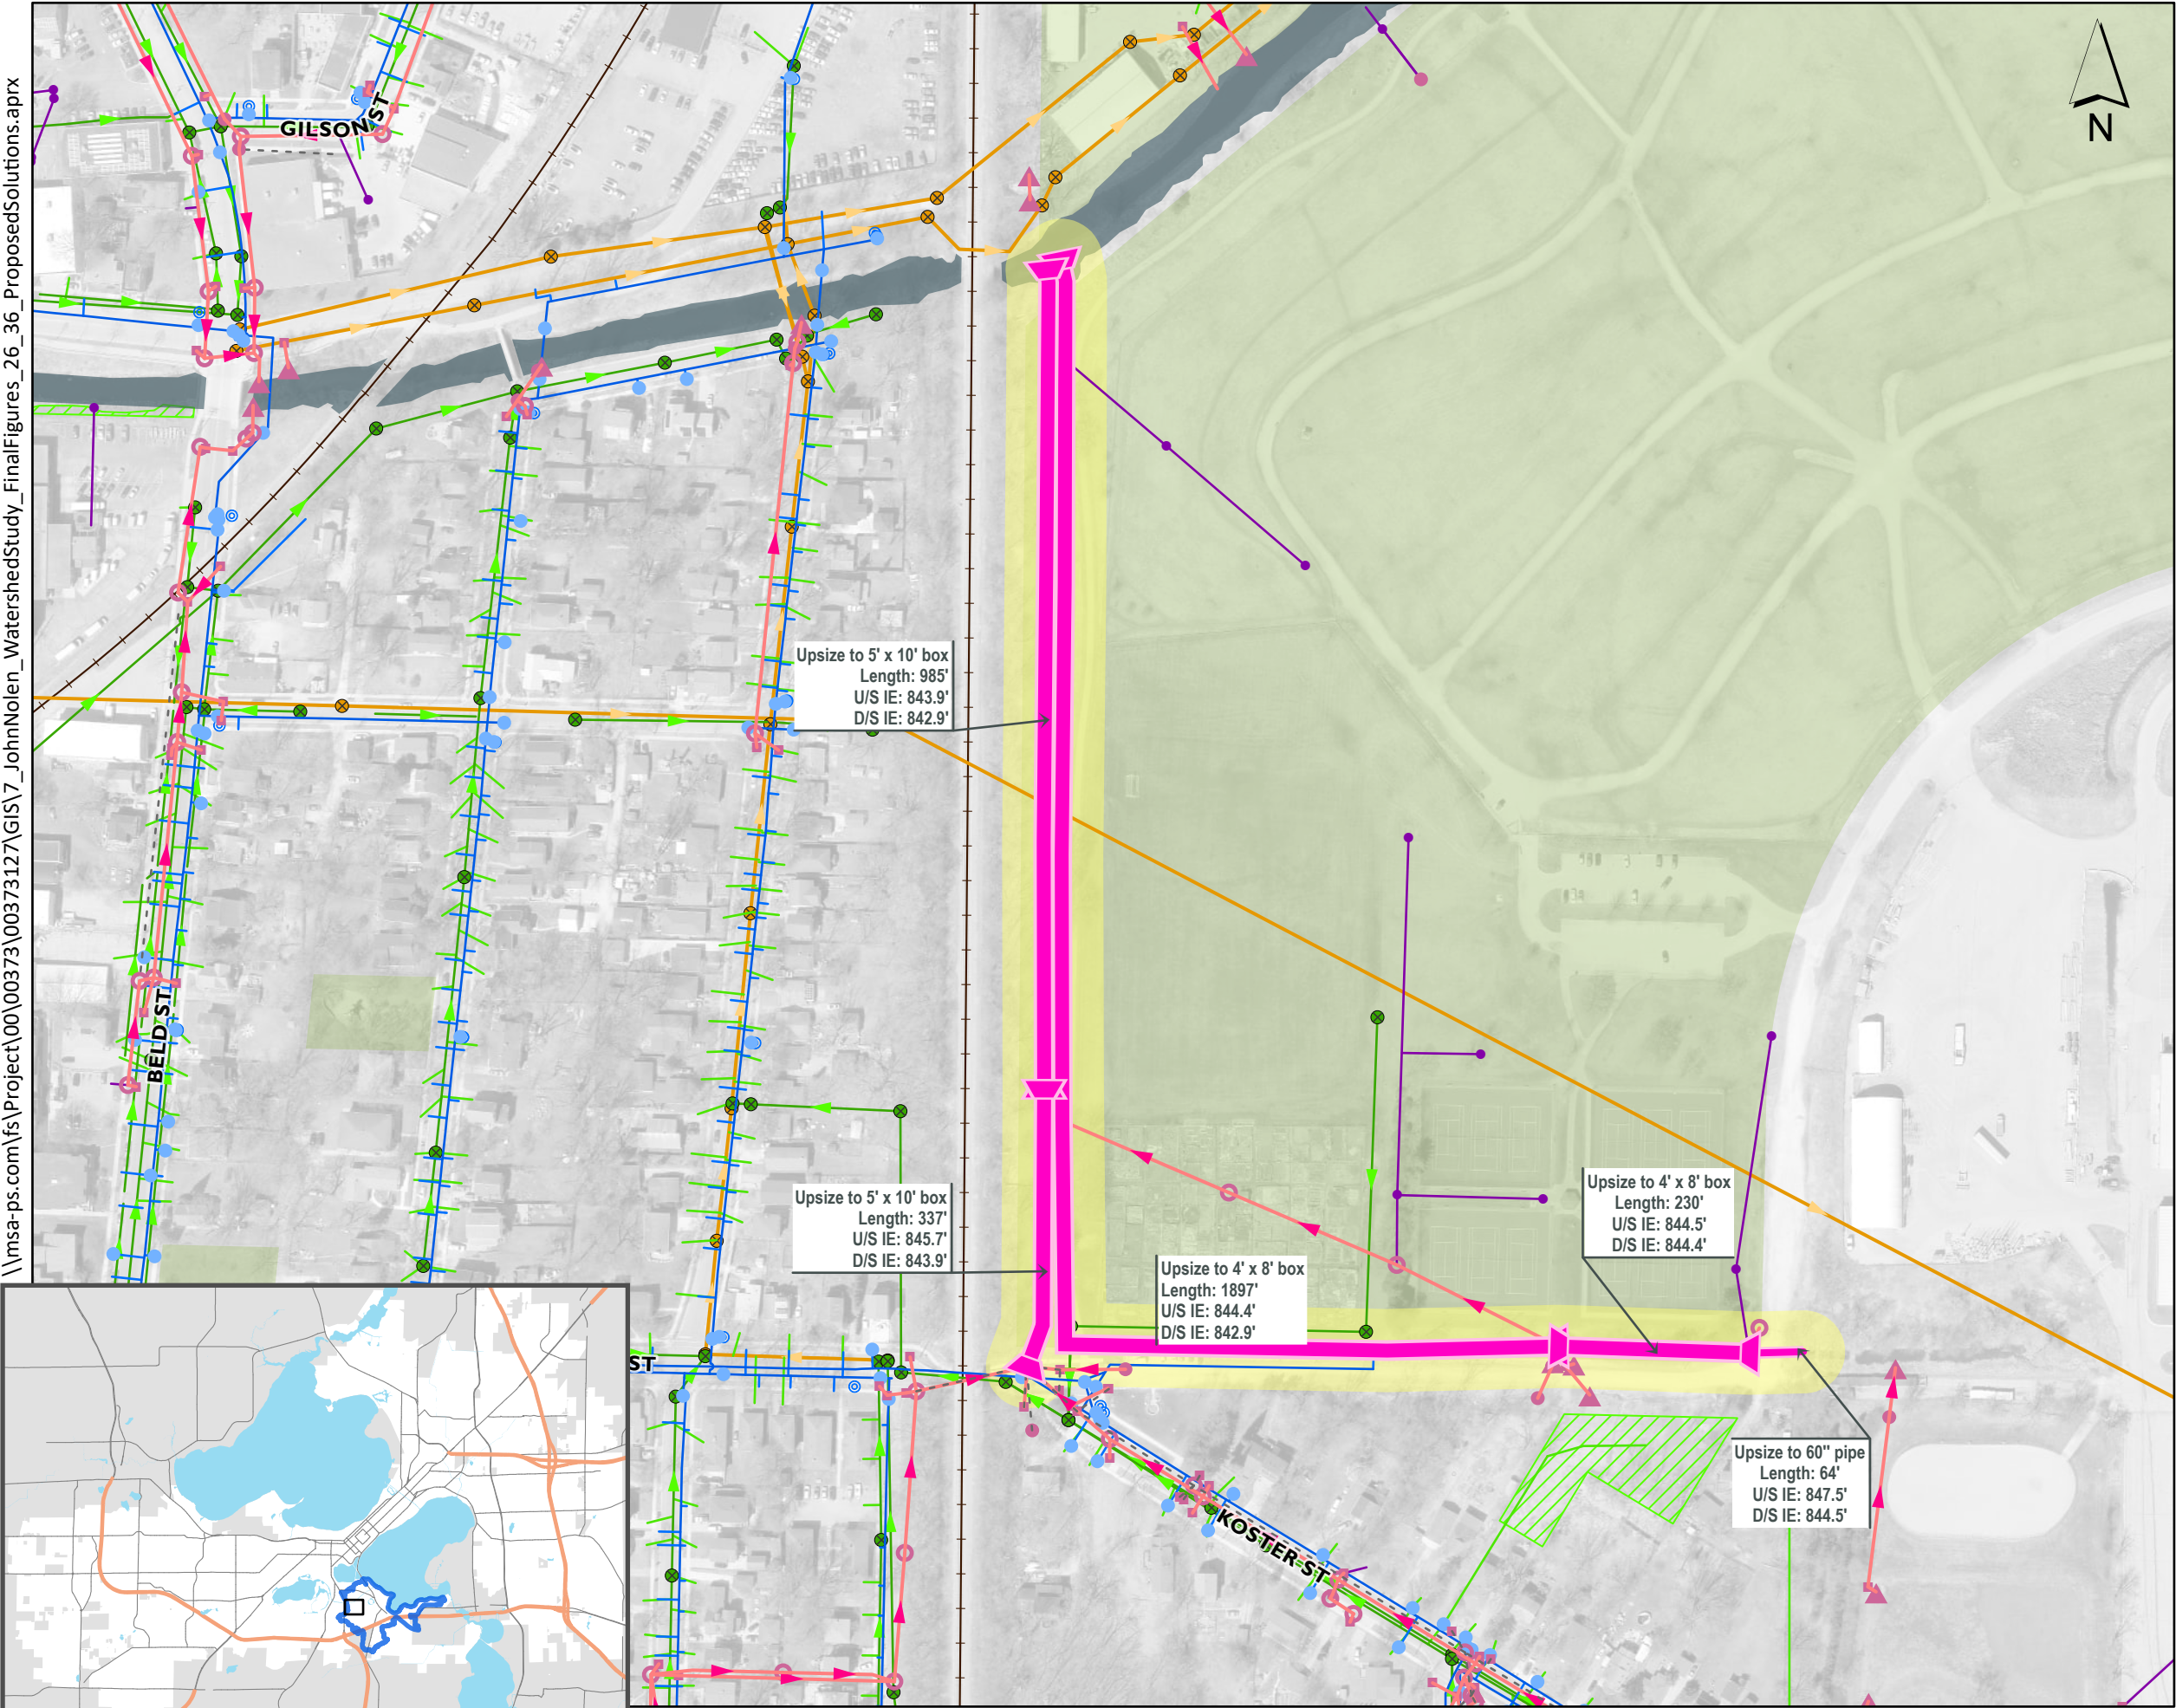 \\msa-ps.com\fs\Project\00\00373\00373127\GIS\7_JohnNolen_WatershedStudy_FinalFigures_26_36_ProposedSolutions.aprx
GILSON ST
N
Upsize to 5' x 10' box
Length: 985'
U/S IE: 843.9'
D/S IE: 842.9'
BELD ST
Upsize to 5' x 10' box
Length: 337'
U/S IE: 845.7'
D/S IE: 843.9'
Upsize to 4' x 8' box
Length: 230'
U/S IE: 844.5'
D/S IE: 844.4'
Upsize to 4' x 8' box
Length: 1897'
U/S IE: 844.4'
D/S IE: 842.9'
ST
Upsize to 60" pipe
Length: 64'
U/S IE: 847.5'
D/S IE: 844.5'
KOSTER ST